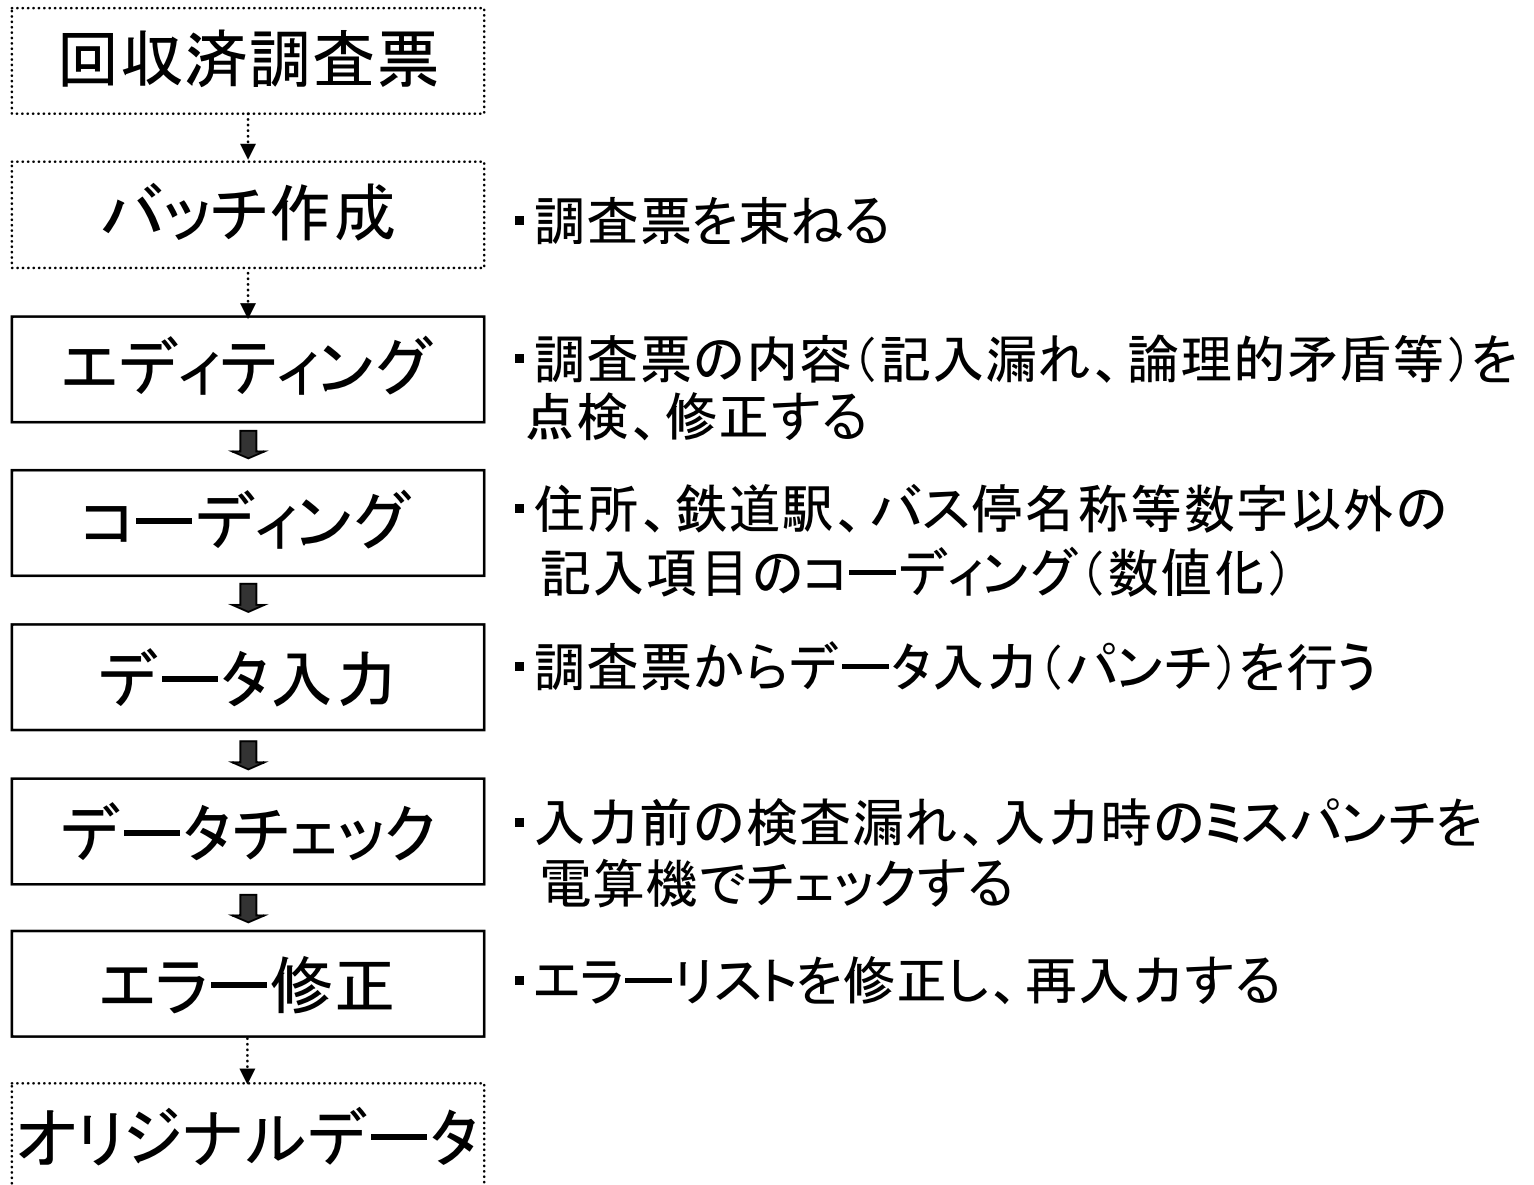 回収済調査票
バッチ作成
・調査票を束ねる
エディティング
・調査票の内容（記入漏れ、論理的矛盾等）を
点検、修正する
コーディング
・住所、鉄道駅、バス停名称等数字以外の
記入項目のコーディング（数値化）
データ入力
・調査票からデータ入力（パンチ）を行う
データチェック
・入力前の検査漏れ、入力時のミスパンチを
電算機でチェックする
エラー修正
・エラーリストを修正し、再入力する
オリジナルデータ